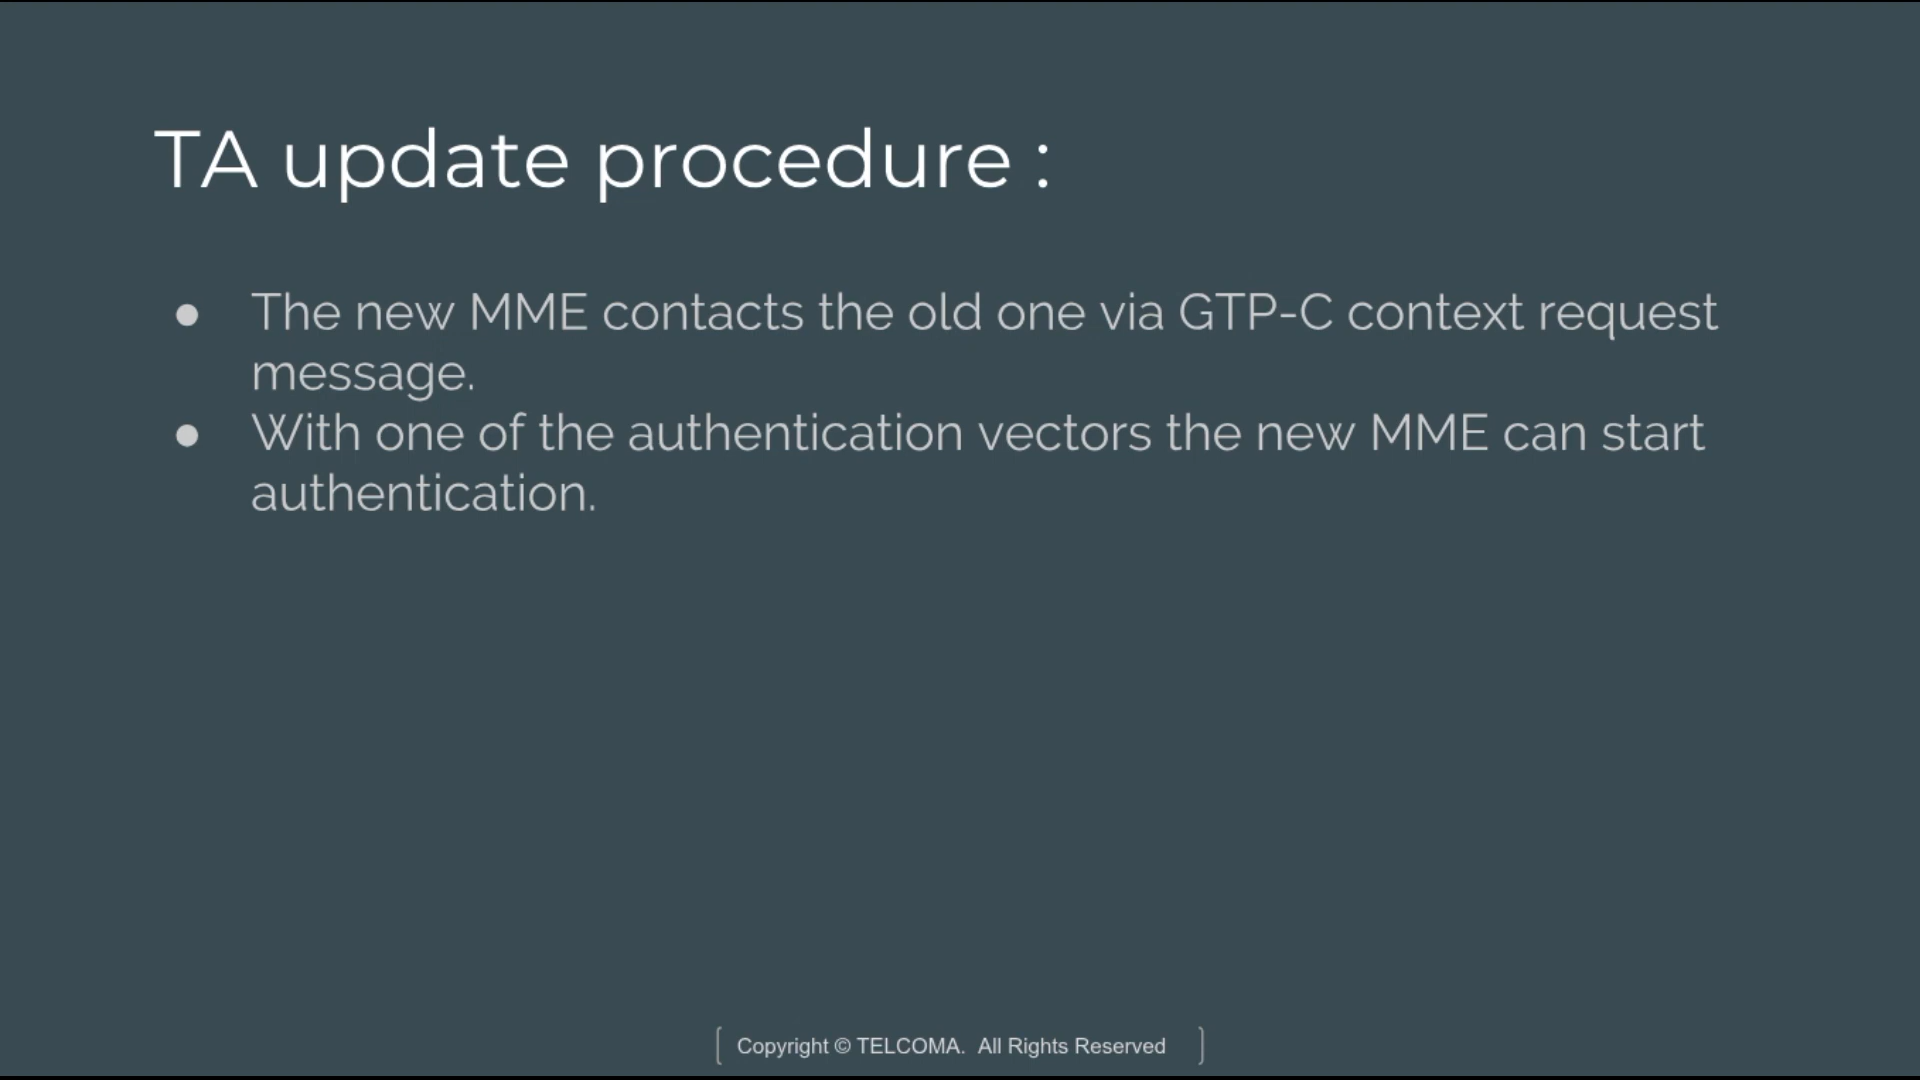 TA update procedure :
● The new MME contacts the old one via GTP-C context request
message.
● With one of the authentication vectors the new MME can start
authentication.
[ Copyright © TELCOMA. All Rights Reserved ]